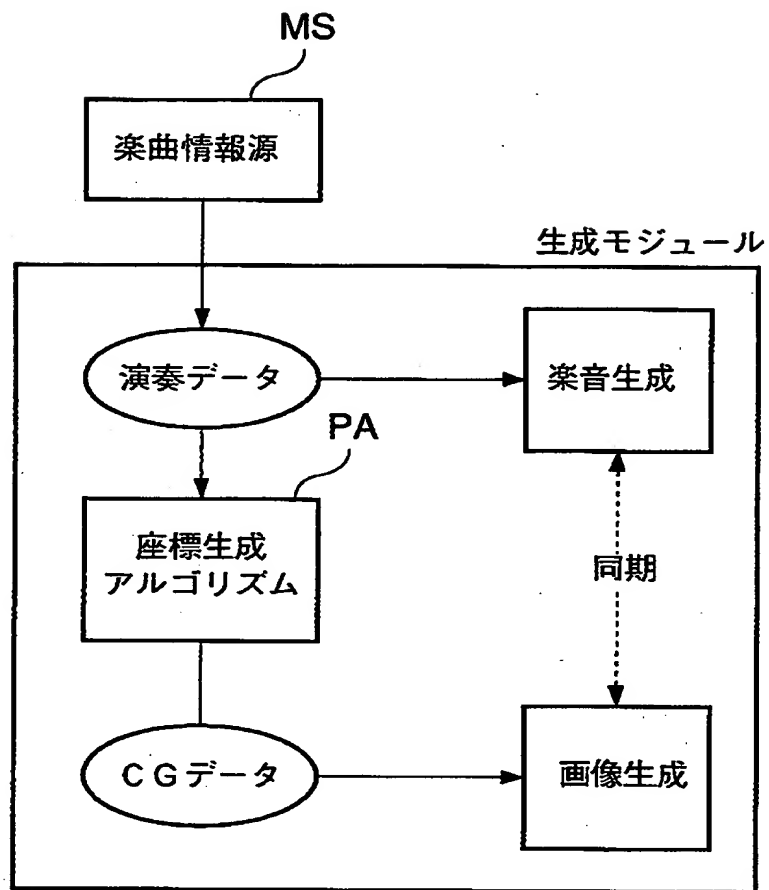 MS
楽曲情報源
生成モジュール
演奏データ
楽音生成
PA
座標生成
アルゴリズム
同期
CGデータ
画像生成